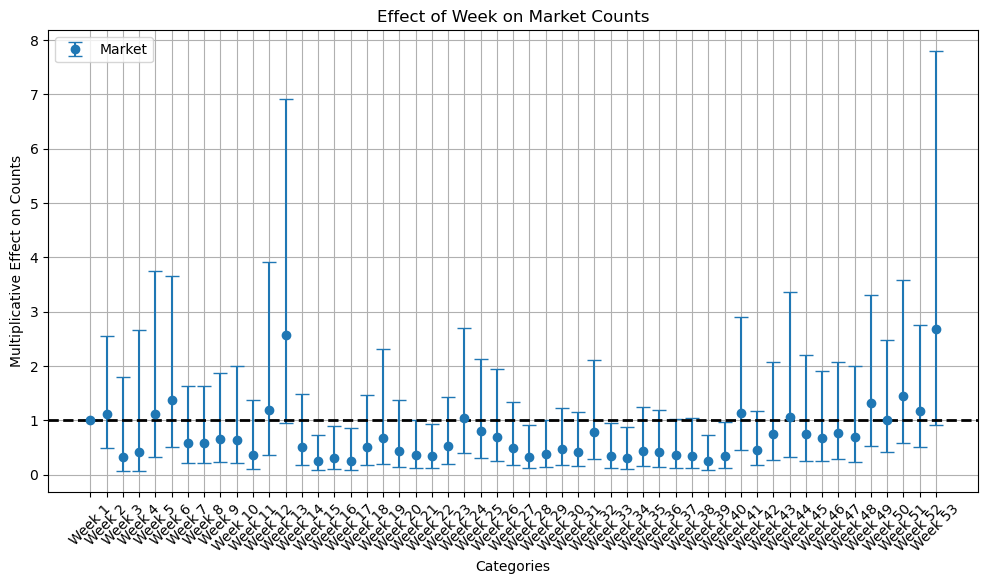 Effect of Week on Market Counts
Market
Multiplicative Effect on Counts
8
7
6
5
4
3
2
1
0
Week 1
Week 2
Week 3
Week 4
Week 5
Week 6
Week 7
Week 8
Week 9
Week 10
Week 11
Week 12
Week 13
Week 14
Week 15
Week 16
Week 17
Week 18
Week 19
Week 20
Week 21
Week 22
Week 23
Week 24
Week 25
Week 26
Week 27
Week 28
Week 29
Week 30
Week 31
Week 32
Week 33
Week 34
Week 35
Week 36
Week 37
Week 38
Week 39
Week 40
Week 41
Week 42
Week 43
Week 44
Week 45
Week 46
Week 47
Week 48
Week 49
Week 50
Week 51
Week 52
Week 53
Categories